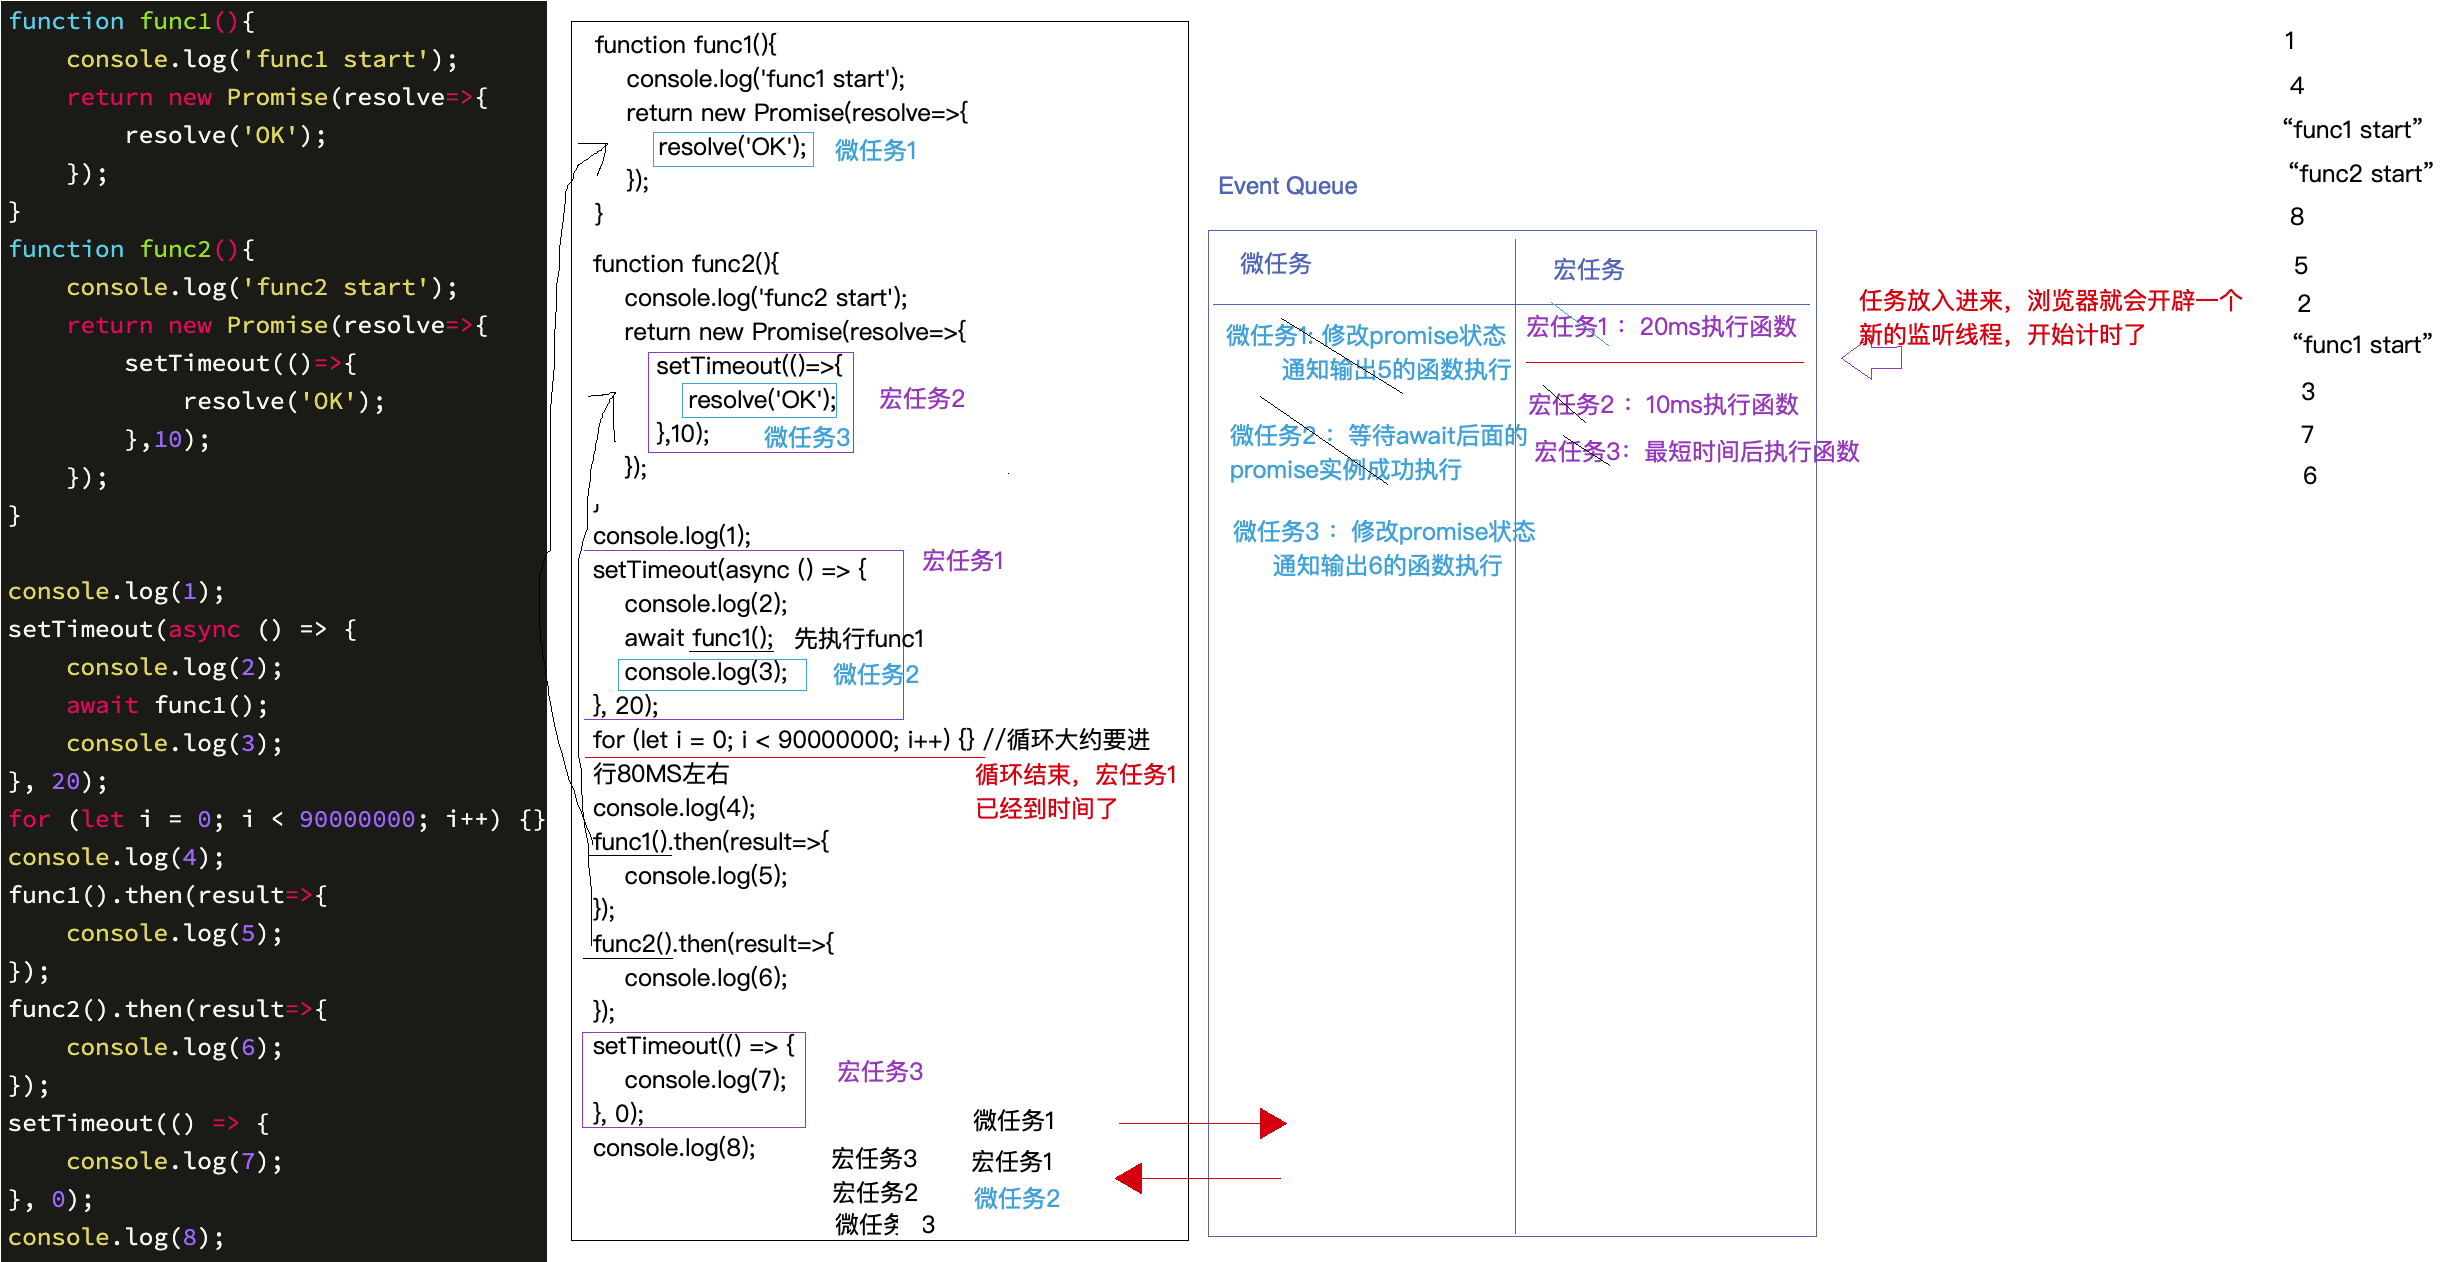 function func1(){
    console.log('func1 start');
    return new Promise(resolve=>{
        resolve('OK');
    });
}
function func2(){
    console.log('func2 start');
    return new Promise(resolve=>{
        setTimeout(()=>{
            resolve('OK');
        },10);
    });
}

console.log(1);
setTimeout(async () => {
    console.log(2);
    await func1();
    console.log(3);
}, 20);
for (let i = 0; i < 90000000; i++) {}
console.log(4);
func1().then(result=>{
    console.log(5);
});
func2().then(result=>{
    console.log(6);
});
setTimeout(() => {
    console.log(7);
}, 0);
console.log(8);
function func1(){
console.log('func1 start');
return new Promise(resolve=>{
resolve('OK'); 微任务1
});
}
function func2(){
console.log('func2 start');
return new Promise(resolve=>{
setTimeout(()=>{
resolve('OK'); 宏任务2
},10); 微任务3
});
console.log(1);
宏任务1
setTimeout(async () => {
console.log(2);
await func1(); 先执行func1
console.log(3); 微任务2
}, 20);
for (let i = 0; i < 90000000; i++) {} //循环大约要进
行80MS左右 循环结束，宏任务1
console.log(4); 已经到时间了
func1().then(result=>{
console.log(5);
});
func2().then(result=>{
console.log(6);
});
setTimeout(() => {
console.log(7); 宏任务3
}, 0);
console.log(8);
微任务1
宏任务3 宏任务1
宏任务2 微任务2
微任务 3
Event Queue
微任务 宏任务
微任务1: 修改promise状态
通知输出5的函数执行
微任务2 ：等待await后面的
promise实例成功执行
微任务3 ：修改promise状态
通知输出6的函数执行
宏任务1 ：20ms执行函数
宏任务2 ：10ms执行函数
宏任务3：最短时间后执行函数
任务放入进来，浏览器就会开辟一个
新的监听线程，开始计时了
1
4
“func1 start”
“func2 start”
8
5
2
“func1 start”
3
7
6